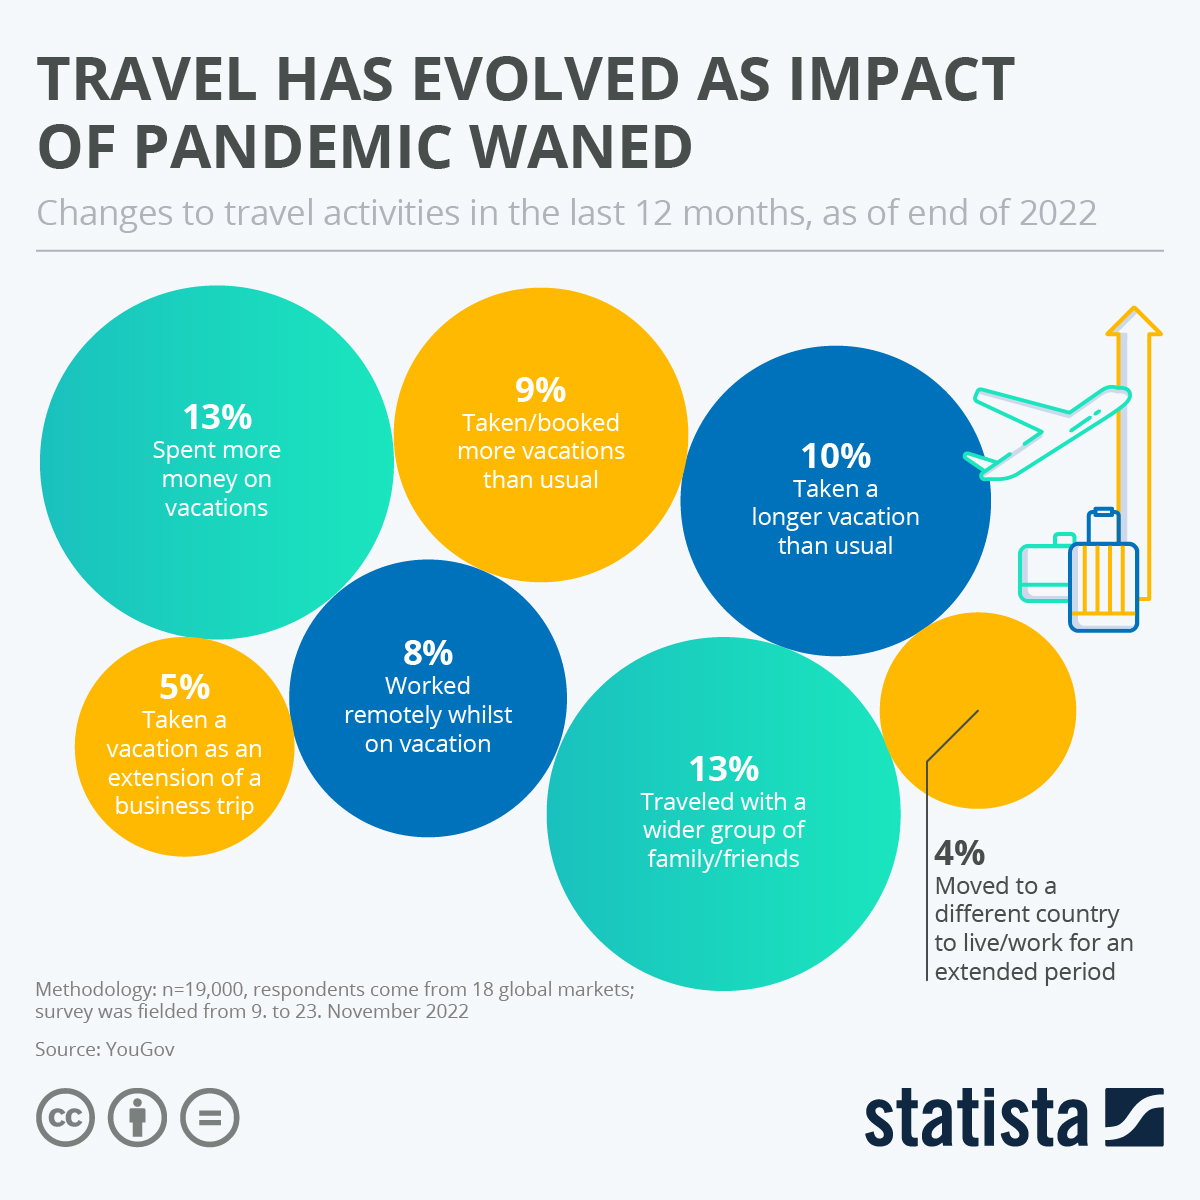 TRAVEL HAS EVOLVED AS IMPACT
OF PANDEMIC WANED
Changes to travel activities in the last 12 months, as of end of 2022
13%
Spent more
money on
vacations
9%
Taken/booked
more vacations
than usual
10%
Taken a
longer vacation
than usual
5%
Taken a
vacation as an
extension of a
business trip
8%
Worked
remotely whilst
on vacation
13%
Traveled with a
wider group of
family/friends
4%
Moved to a
different country
to live/work for an
extended period
Methodology: n=19,000, respondents come from 18 global markets;
survey was fielded from 9. to 23. November 2022
Source: YouGov
cc
statista